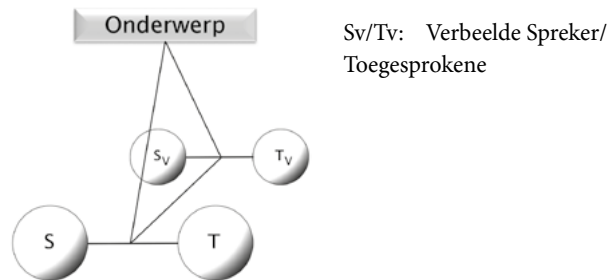 Onderwerp
Sv/Tv: Verbeelde Spreker/
Toegesprokene
SV TV
S T